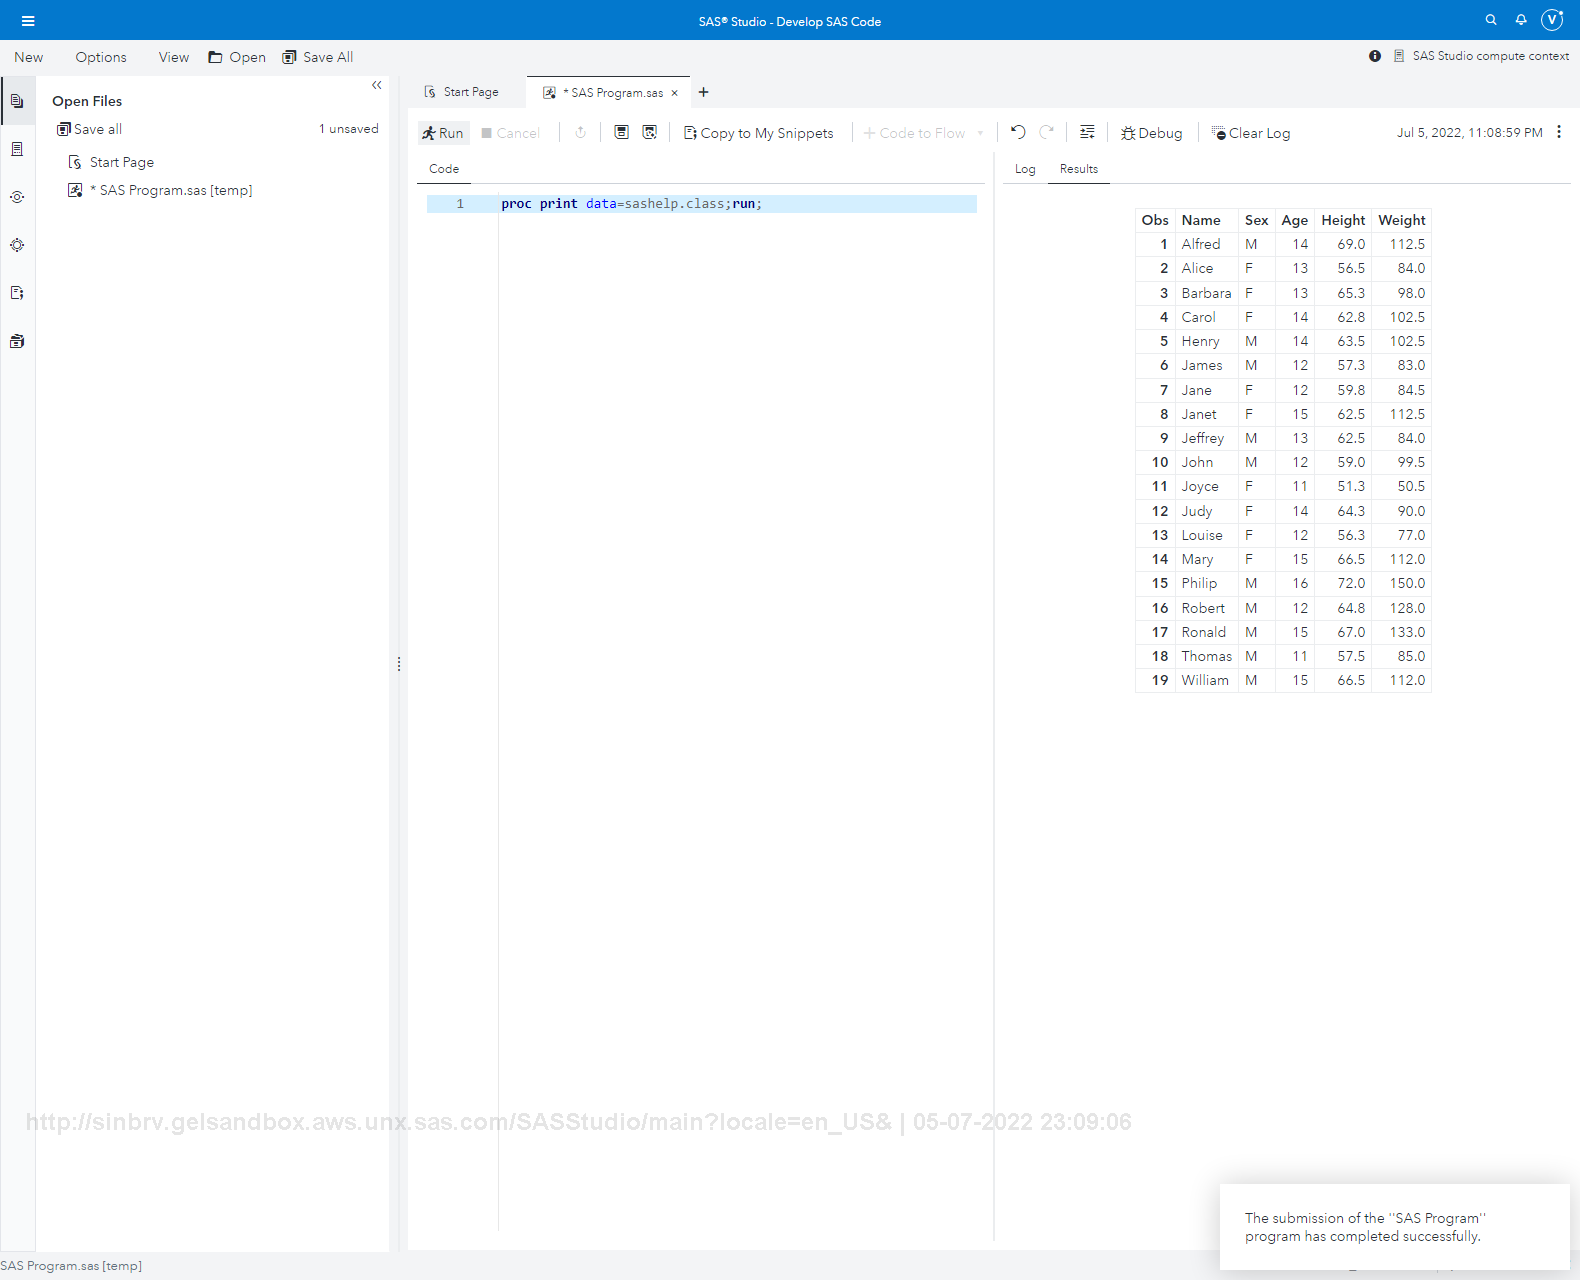 SAS® Studio - Develop SAS Code
V
New Options View Open Save All
SAS Studio compute context
Open Files
Save all 1 unsaved
Start Page
* SAS Program.sas [temp]
Start Page * SAS Program.sas × +
Run Cancel Copy to My Snippets + Code to Flow Debug Clear Log Jul 5, 2022, 11:08:59 PM
Code
Log Results
1 proc print data=sashelp.class;run;
Obs Name Sex Age Height Weight
1 Alfred M 14 69.0 112.5
2 Alice F 13 56.5 84.0
3 Barbara F 13 65.3 98.0
4 Carol F 14 62.8 102.5
5 Henry M 14 63.5 102.5
6 James M 12 57.3 83.0
7 Jane F 12 59.8 84.5
8 Janet F 15 62.5 112.5
9 Jeffrey M 13 62.5 84.0
10 John M 12 59.0 99.5
11 Joyce F 11 51.3 50.5
12 Judy F 14 64.3 90.0
13 Louise F 12 56.3 77.0
14 Mary F 15 66.5 112.0
15 Philip M 16 72.0 150.0
16 Robert M 12 64.8 128.0
17 Ronald M 15 67.0 133.0
18 Thomas M 11 57.5 85.0
19 William M 15 66.5 112.0
http://sinbrv.gelsandbox.aws.unx.sas.com/SASStudio/main?locale=en_US& | 05-07-2022 23:09:06
The submission of the ''SAS Program''
program has completed successfully.
SAS Program.sas [temp]